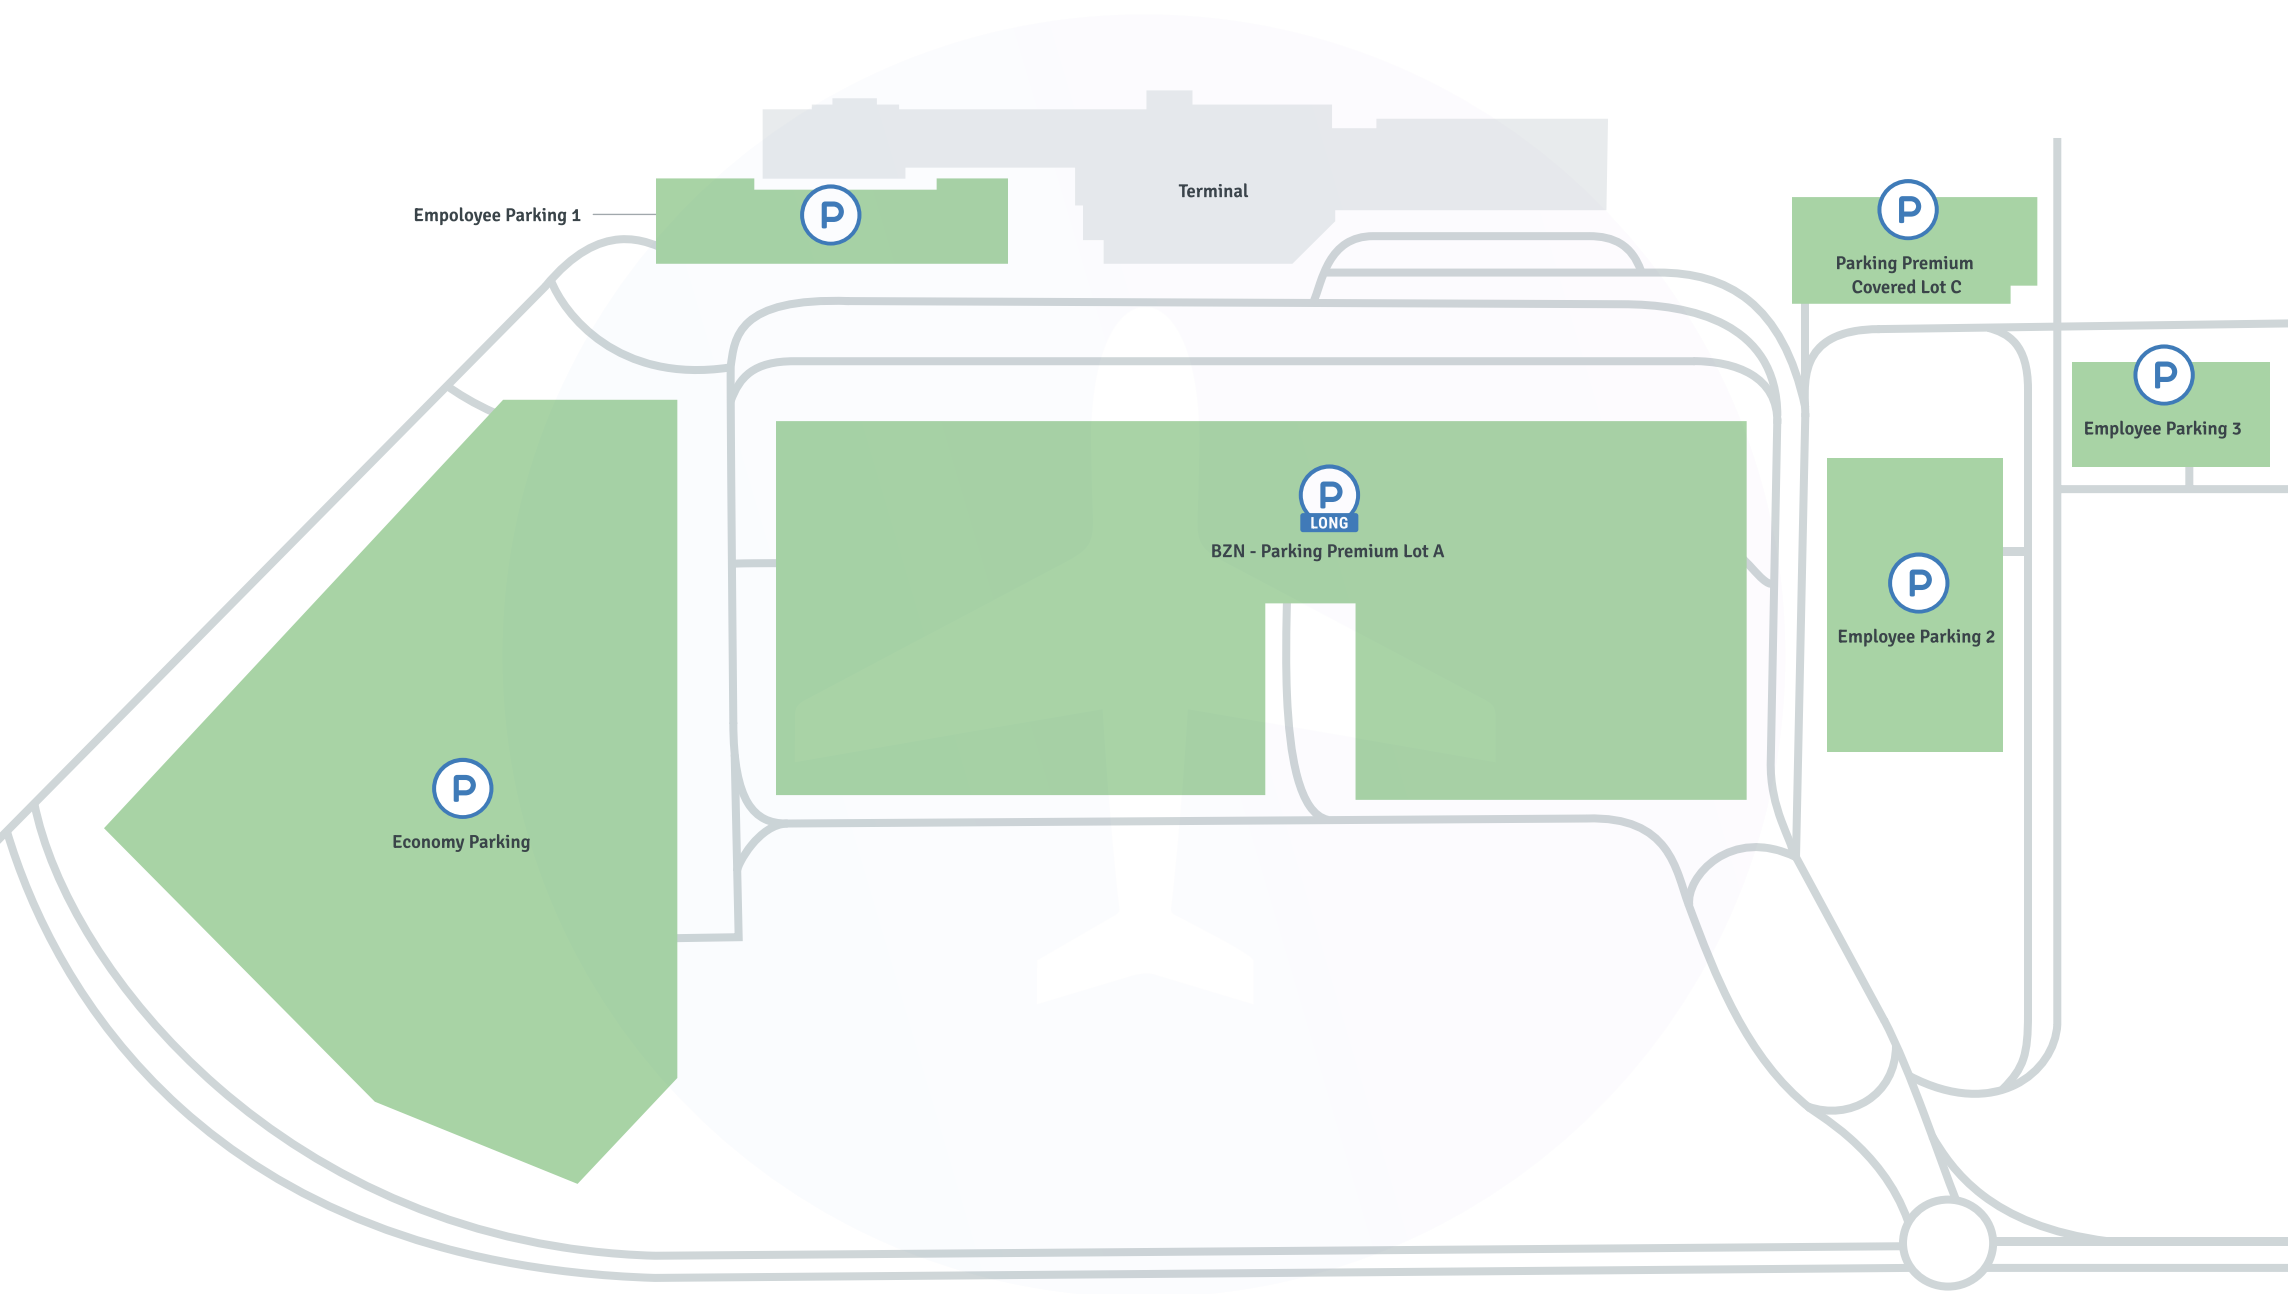 Terminal
Empoloyee Parking 1
P
P
Parking Premium
Covered Lot C
P
Employee Parking 3
P
LONG
BZN - Parking Premium Lot A
P
Employee Parking 2
P
Economy Parking